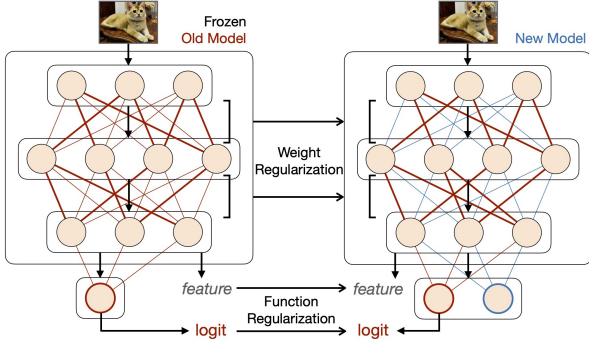 Frozen
Old Model
New Model
Weight
Regularization
feature
feature
Function
Regularization
logit
logit